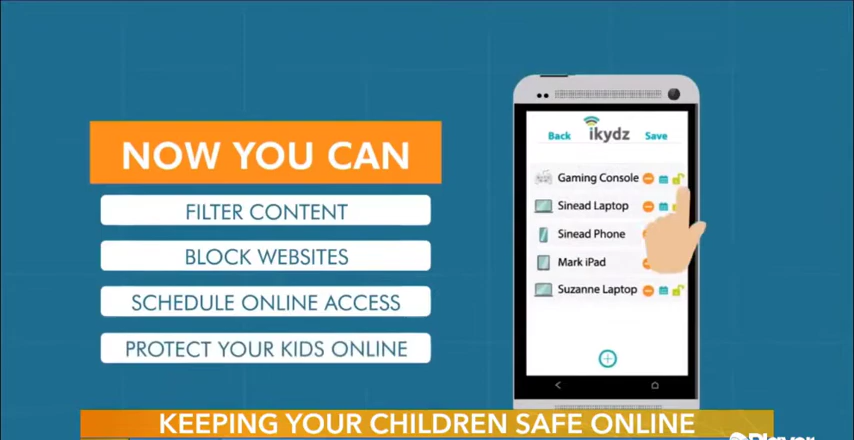 NOW YOU CAN
FILTER CONTENT
BLOCK WEBSITES
SCHEDULE ONLINE ACCESS
PROTECT YOUR KIDS ONLINE
Back ikydz Save
Gaming Console
Sinead Laptop
Sinead Phone
Mark iPad
Suzanne Laptop
KEEPING YOUR CHILDREN SAFE ONLINE
Player